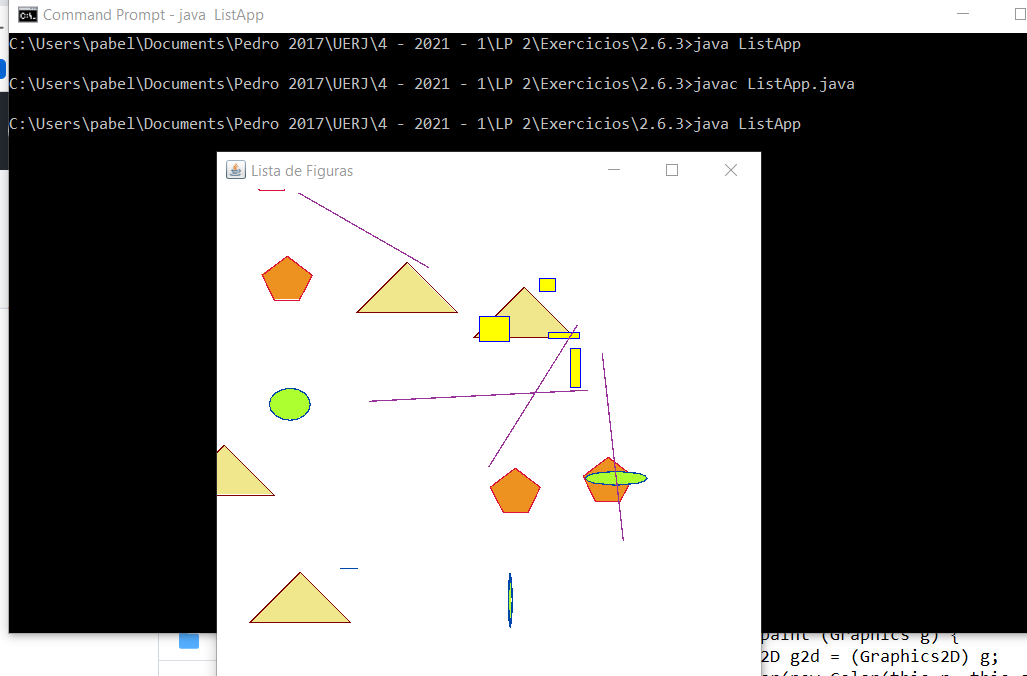 Command Prompt - java ListApp
C:\Users\pabel\Documents\Pedro 2017\UERJ\4 - 2021 - 1\LP 2\Exercicios\2.6.3>java ListApp
C:\Users\pabel\Documents\Pedro 2017\UERJ\4 - 2021 - 1\LP 2\Exercicios\2.6.3>javac ListApp.java
C:\Users\pabel\Documents\Pedro 2017\UERJ\4 - 2021 - 1\LP 2\Exercicios\2.6.3>java ListApp
Lista de Figuras
paint (Graphics g) {
2D g2d = (Graphics2D) g;